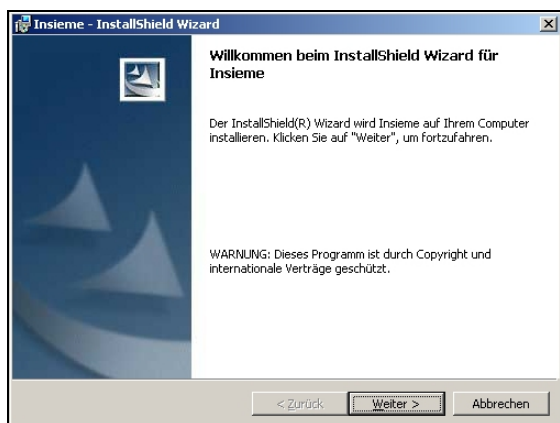 Insieme - InstallShield Wizard
Willkommen beim InstallShield Wizard für
Insieme
Der InstallShield(R) Wizard wird Insieme auf Ihrem Computer
installieren. Klicken Sie auf "Weiter", um fortzufahren.
WARNUNG: Dieses Programm ist durch Copyright und
internationale Verträge geschützt.
< Zurück
Weiter >
Abbrechen